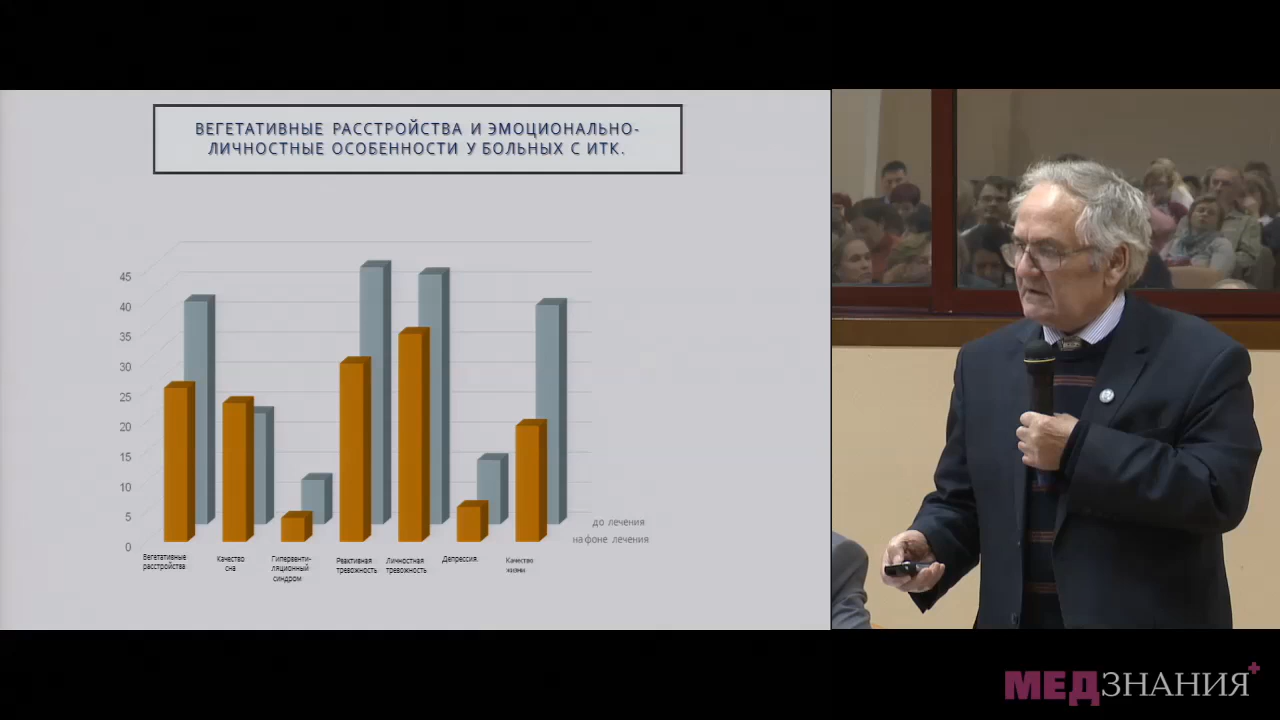 ВЕГЕТАТИВНЫЕ РАССТРОЙСТВА И ЭМОЦИОНАЛЬНО-
ЛИЧНОСТНЫЕ ОСОБЕННОСТИ У БОЛЬНЫХ С ИТК.
45
40
35
30
25
20
15
10
5
0
до лечения
на фоне лечения
Вегетативные
расстройства
Качество
сна
Гипервенти-
ляционный
синдром
Реактивная
тревожность
Личностная
тревожность
Депрессия.
Качество
жизни
МЕДЗНАНИЯ+